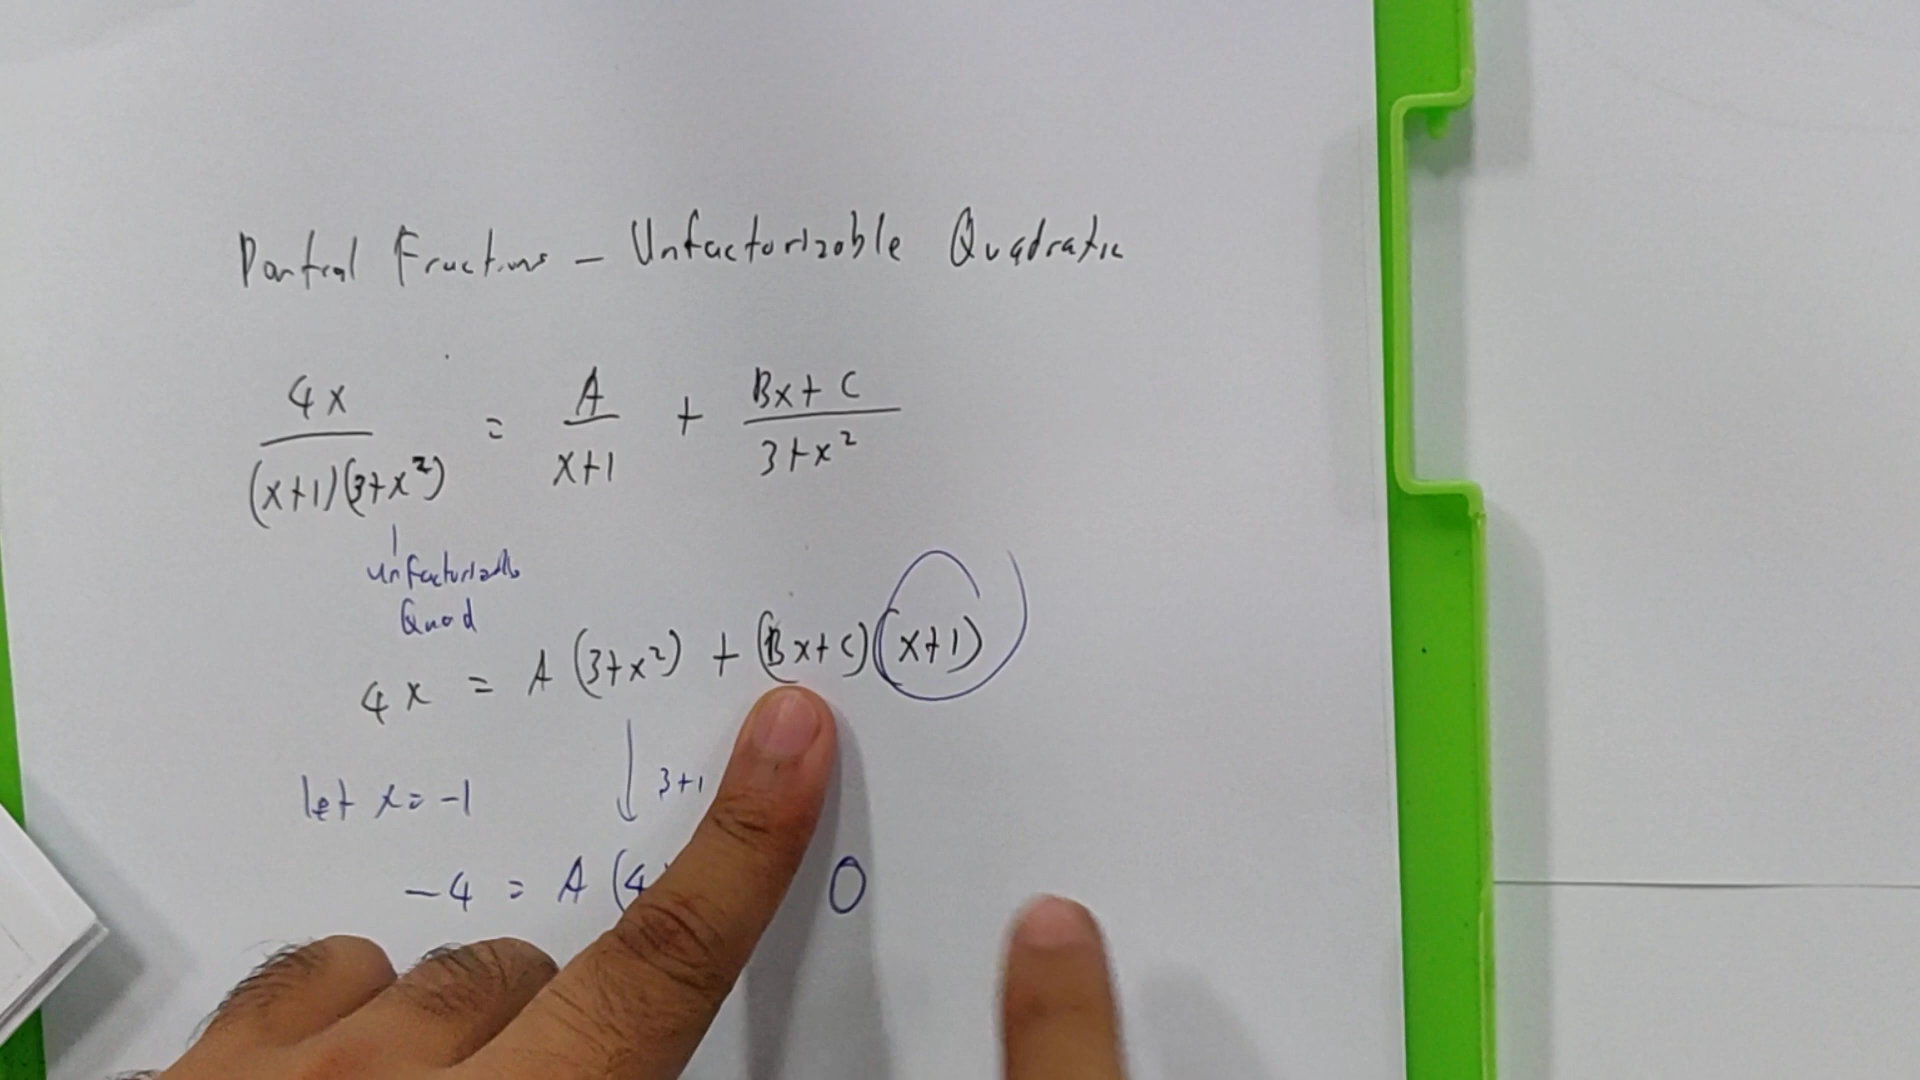 Partial Fractions - Unfactorizable Quadratic
4x / (x+1)(3+x²) = A / x+1 + Bx+C / 3+x²
Unfactorizable
Quad
4x = A(3+x²) + (Bx+C)(x+1)
let x=-1
3+1
-4 = A(4 0